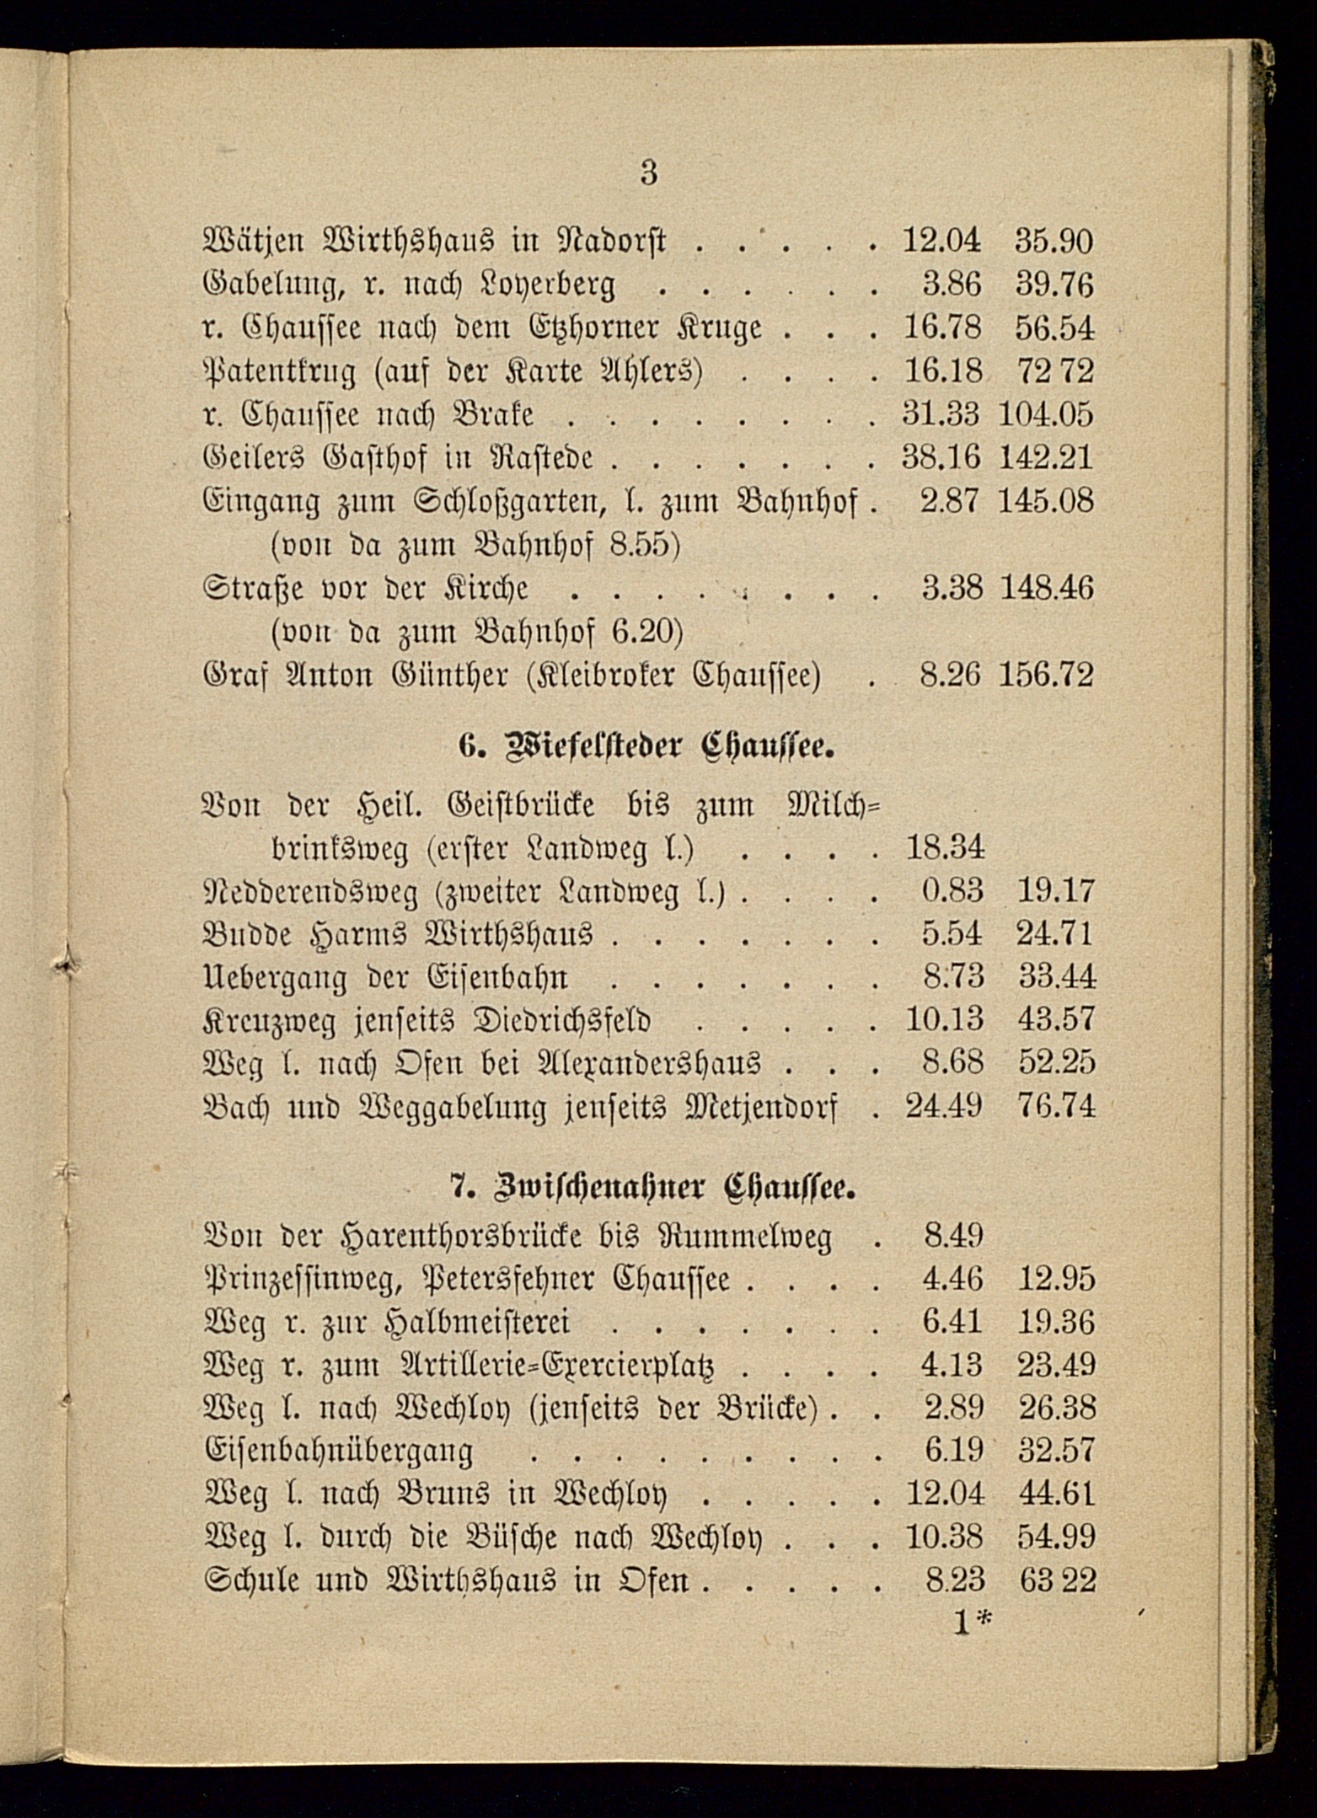 3
Wätjen Wirthshaus in Nadorst . . . . . 12.04 35.90
Gabelung, r. nach Loyerberg . . . . . . 3.86 39.76
r. Chaussee nach dem Etzhorner Kruge . . . 16.78 56.54
Patentkrug (auf der Karte Ahlers) . . . . 16.18 72 72
r. Chaussee nach Brake . . . . . . . . 31.33 104.05
Geilers Gasthof in Rastede . . . . . . . 38.16 142.21
Eingang zum Schloßgarten, l. zum Bahnhof . 2.87 145.08
(von da zum Bahnhof 8.55)
Straße vor der Kirche . . . . . . . . 3.38 148.46
(von da zum Bahnhof 6.20)
Graf Anton Günther (Kleibroker Chaussee) . 8.26 156.72
6. Wiefelsteder Chaussee.
Von der Heil. Geistbrücke bis zum Milch=
brinksweg (erster Landweg l.) . . . . 18.34
Nedderendsweg (zweiter Landweg l.) . . . . 0.83 19.17
Budde Harms Wirthshaus . . . . . . . 5.54 24.71
Uebergang der Eisenbahn . . . . . . . 8.73 33.44
Kreuzweg jenseits Diedrichsfeld . . . . . 10.13 43.57
Weg l. nach Ofen bei Alexandershaus . . . 8.68 52.25
Bach und Weggabelung jenseits Metjendorf . 24.49 76.74
7. Zwischenahner Chaussee.
Von der Harenthorsbrücke bis Rummelweg . 8.49
Prinzessinweg, Petersfehner Chaussee . . . . 4.46 12.95
Weg r. zur Halbmeisterei . . . . . . . 6.41 19.36
Weg r. zum Artillerie=Exercierplatz . . . . 4.13 23.49
Weg l. nach Wechloy (jenseits der Brücke) . . 2.89 26.38
Eisenbahnübergang . . . . . . . . . 6.19 32.57
Weg l. nach Bruns in Wechloy . . . . . 12.04 44.61
Weg l. durch die Büsche nach Wechloy . . . 10.38 54.99
Schule und Wirthshaus in Ofen . . . . . 8.23 63 22
1*